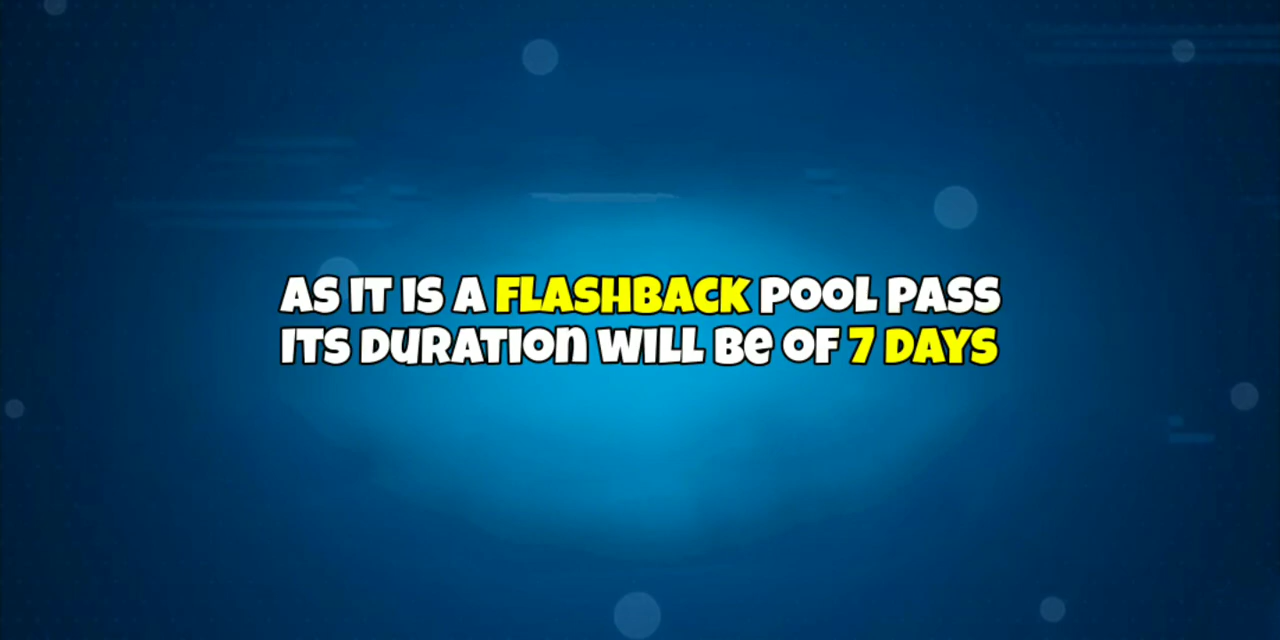 AS IT IS A FLASHBACK POOL PASS
ITS DURATION WILL BE OF 7 DAYS